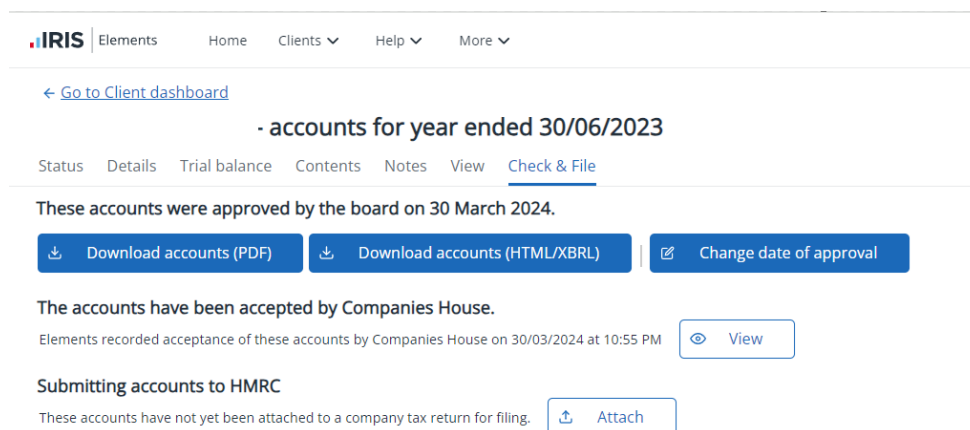 IRIS Elements Home Clients Help More
← Go to Client dashboard
- accounts for year ended 30/06/2023
Status Details Trial balance Contents Notes View Check & File
These accounts were approved by the board on 30 March 2024.
Download accounts (PDF) Download accounts (HTML/XBRL) Change date of approval
The accounts have been accepted by Companies House.
Elements recorded acceptance of these accounts by Companies House on 30/03/2024 at 10:55 PM View
Submitting accounts to HMRC
These accounts have not yet been attached to a company tax return for filing. Attach